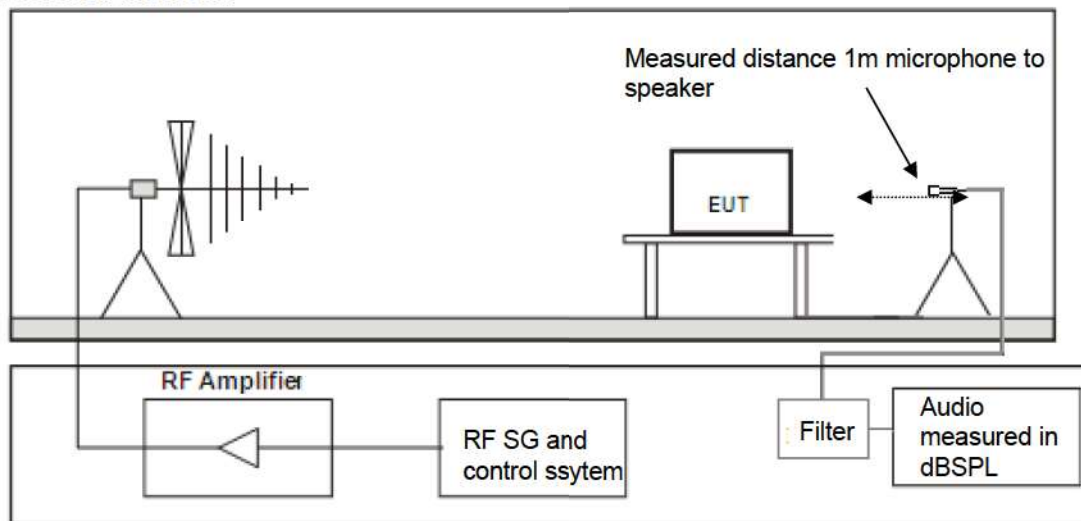 Measured distance 1m microphone to
speaker
EUT
RF Amplifier
RF SG and
control ssytem
Filter
Audio
measured in
dBSPL